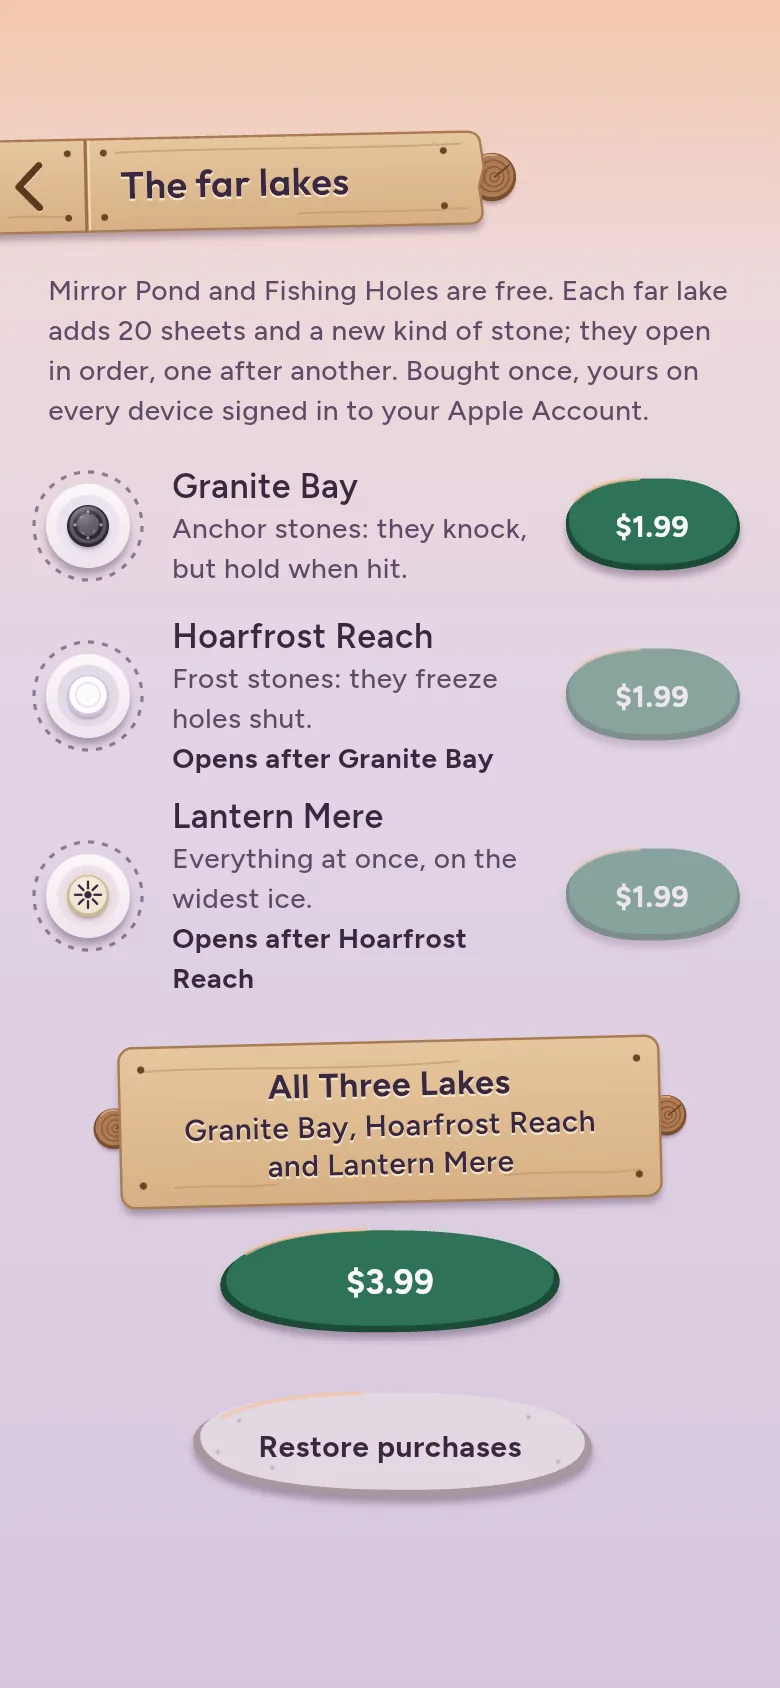 The far lakes
Mirror Pond and Fishing Holes are free. Each far lake
adds 20 sheets and a new kind of stone; they open
in order, one after another. Bought once, yours on
every device signed in to your Apple Account.
Granite Bay
Anchor stones: they knock,
but hold when hit.
$1.99
Hoarfrost Reach
Frost stones: they freeze
holes shut.
Opens after Granite Bay
$1.99
Lantern Mere
Everything at once, on the
widest ice.
Opens after Hoarfrost
Reach
$1.99
All Three Lakes
Granite Bay, Hoarfrost Reach
and Lantern Mere
$3.99
Restore purchases